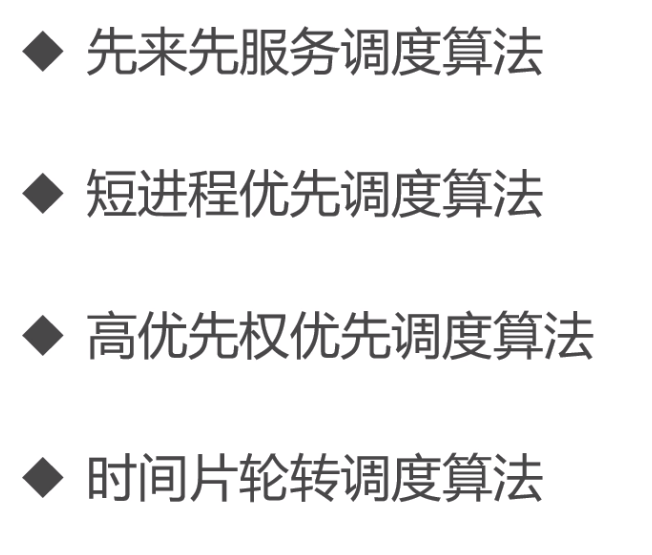 ◆ 先来先服务调度算法
◆ 短进程优先调度算法
◆ 高优先权优先调度算法
◆ 时间片轮转调度算法